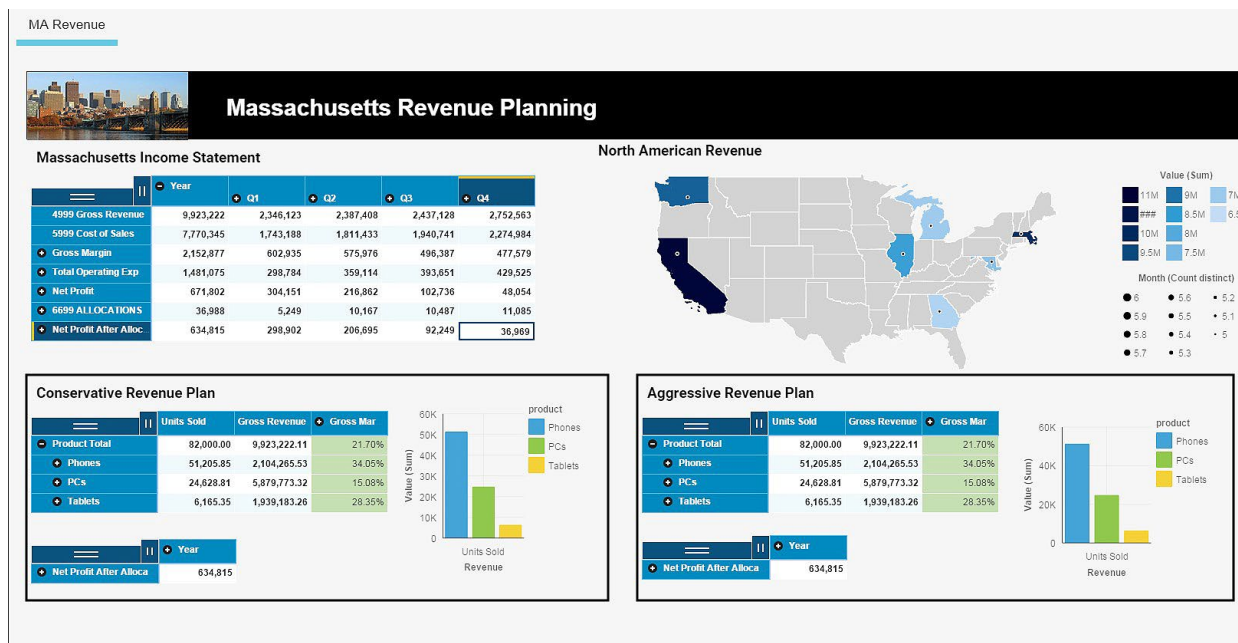 MA Revenue
Massachusetts Revenue Planning
Massachusetts Income Statement
Year Q1 Q2 Q3 Q4
4999 Gross Revenue 9,923,222 2,346,123 2,387,408 2,437,128 2,752,563
5999 Cost of Sales 7,770,345 1,743,188 1,811,433 1,940,741 2,274,984
Gross Margin 2,152,877 602,935 575,976 496,387 477,579
Total Operating Exp 1,481,075 298,784 359,114 393,651 429,525
Net Profit 671,802 304,151 216,862 102,736 48,054
6699 ALLOCATIONS 36,988 5,249 10,167 10,487 11,085
Net Profit After Alloc... 634,815 298,902 206,695 92,249 36,969
North American Revenue
Value (Sum)
11M 9M 7M
### 8.5M 6.5
10M 8M
9.5M 7.5M
Month (Count distinct)
6 5.6 5.2
5.9 5.5 5.1
5.8 5.4 5
5.7 5.3
Conservative Revenue Plan
Units Sold Gross Revenue Gross Mar
Product Total 82,000.00 9,923,222.11 21.70%
Phones 51,205.85 2,104,265.53 34.05%
PCs 24,628.81 5,879,773.32 15.08%
Tablets 6,165.35 1,939,183.26 28.35%
Year
Net Profit After Alloca 634,815
Value (Sum)
60K
50K
40K
30K
20K
10K
0
Units Sold
Revenue
product
Phones
PCs
Tablets
Aggressive Revenue Plan
Units Sold Gross Revenue Gross Mar
Product Total 82,000.00 9,923,222.11 21.70%
Phones 51,205.85 2,104,265.53 34.05%
PCs 24,628.81 5,879,773.32 15.08%
Tablets 6,165.35 1,939,183.26 28.35%
Year
Net Profit After Alloca 634,815
Value (Sum)
60K
40K
20K
0
Units Sold
Revenue
product
Phones
PCs
Tablets